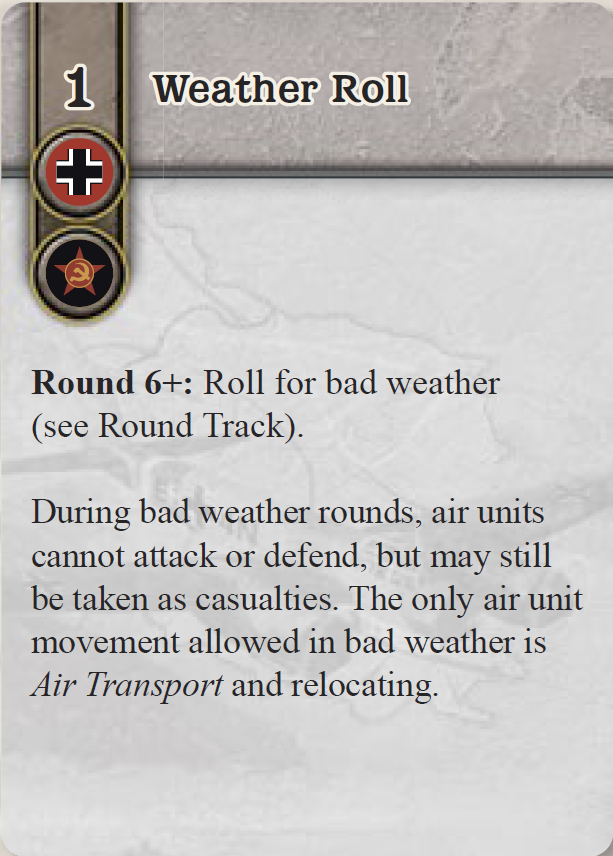 1 Weather Roll
Round 6+: Roll for bad weather
(see Round Track).
During bad weather rounds, air units
cannot attack or defend, but may still
be taken as casualties. The only air unit
movement allowed in bad weather is
Air Transport and relocating.